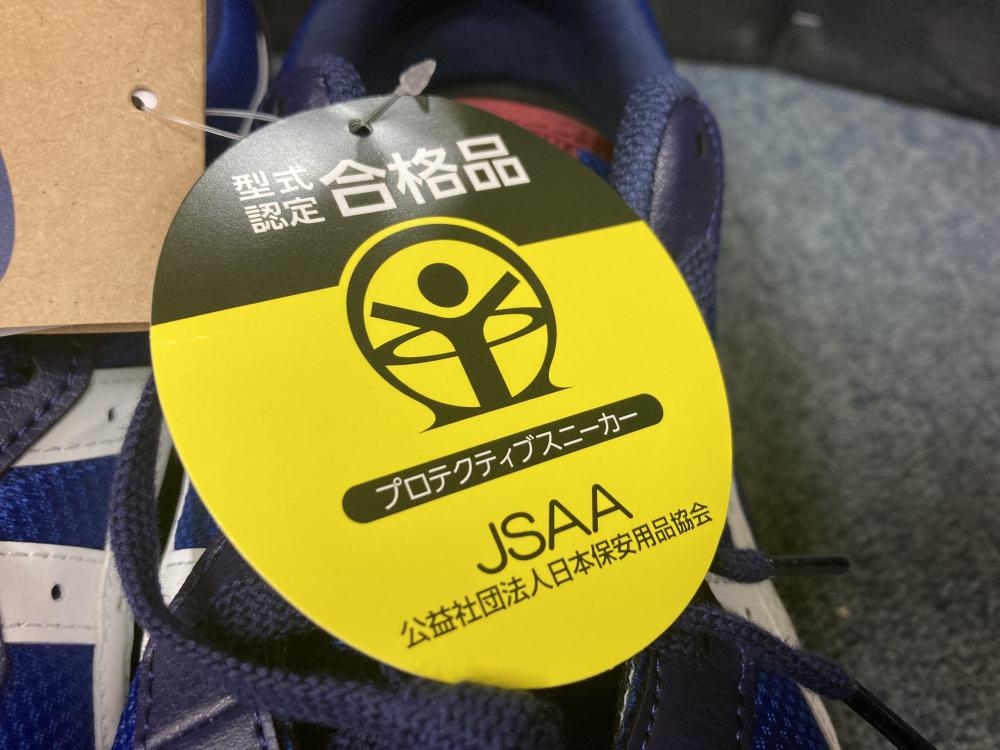 型式
認定
合格品
プロテクティブスニーカー
JSAA
公益社団法人日本保安用品協会